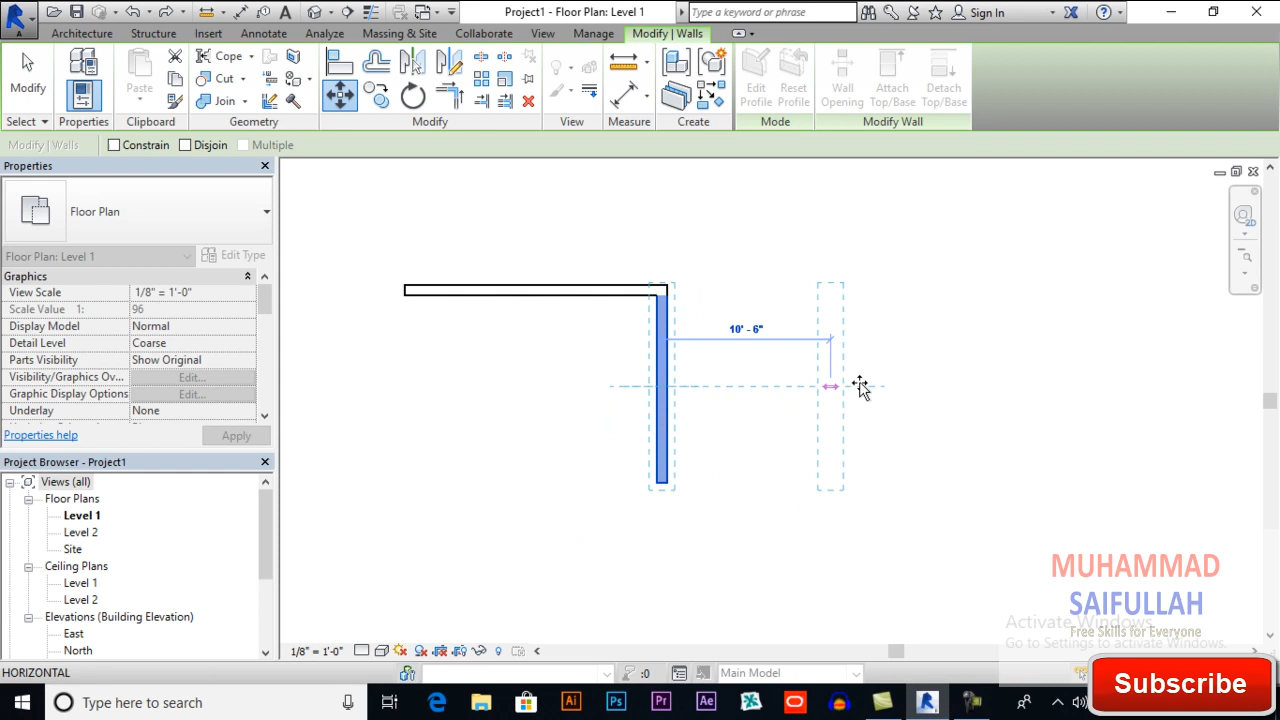 Project1 - Floor Plan: Level 1
Type a keyword or phrase
Sign In
Architecture
Structure
Insert
Annotate
Analyze
Massing & Site
Collaborate
View
Manage
Modify | Walls
Modify
Properties
Paste
Cope
Cut
Join
Edit
Profile
Reset
Profile
Wall
Opening
Attach
Top/Base
Detach
Top/Base
Select
Properties
Clipboard
Geometry
Modify
View
Measure
Create
Mode
Modify Wall
Modify | Walls
Constrain
Disjoin
Multiple
Properties
Floor Plan
Floor Plan: Level 1
Edit Type
Graphics
View Scale 1/8" = 1'-0"
Scale Value 1: 96
Display Model Normal
Detail Level Coarse
Parts Visibility Show Original
Visibility/Graphics Ov... Edit...
Graphic Display Options Edit...
Underlay None
Properties help
Apply
Project Browser - Project1
Views (all)
Floor Plans
Level 1
Level 2
Site
Ceiling Plans
Level 1
Level 2
Elevations (Building Elevation)
East
North
10' - 6"
2D
MUHAMMAD
SAIFULLAH
Free Skills for Everyone
Activate Windows
Go to Settings to activate Windows.
1/8" = 1'-0"
HORIZONTAL
:0
Main Model
Type here to search
Ai
Ps
Pr
Ae
Subscribe